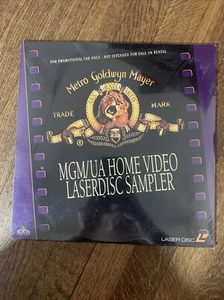 FOR PROMOTIONAL USE ONLY - NOT INTENDED FOR SALE OR RENTAL
Metro Goldwyn Mayer
TRADE MARK
MGM/UA HOME VIDEO
LASERDISC SAMPLER
LASER DISC